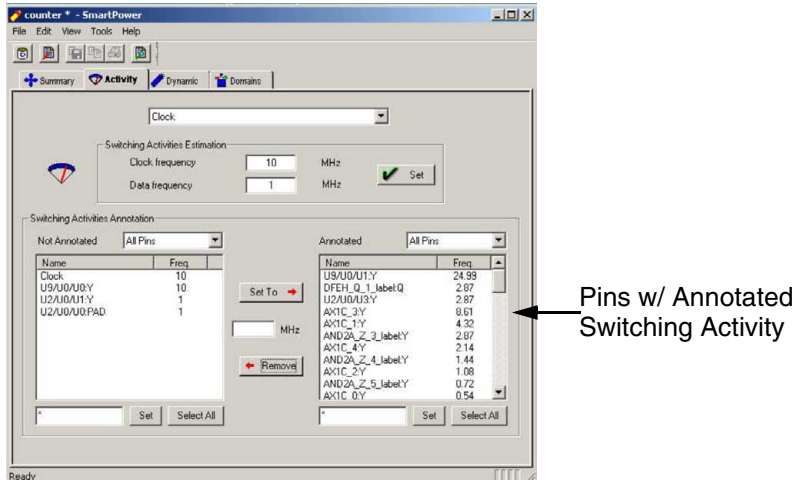 counter * - SmartPower
File Edit View Tools Help
Summary Activity Dynamic Domains
Clock
Switching Activities Estimation
Clock frequency 10 MHz
Data frequency 1 MHz
Set
Switching Activities Annotation
Not Annotated All Pins
Annotated All Pins
Name Freq.
Clock 10
U9/U0/U0:Y 10
U2/U0/U1:Y 1
U2/U0/U0:PAD 1
Set To
MHz
Remove
Name Freq.
U9/U0/U1:Y 24.99
DFEH_Q_1_label:Q 2.87
U2/U0/U3:Y 2.87
AX1C_3:Y 8.61
AX1C_1:Y 4.32
AND2A_Z_3_label:Y 2.87
AX1C_4:Y 2.14
AND2A_Z_4_label:Y 1.44
AX1C_2:Y 1.08
AND2A_Z_5_label:Y 0.72
AX1C_0:Y 0.54
* Set Select All
* Set Select All
Ready
Pins w/ Annotated
Switching Activity